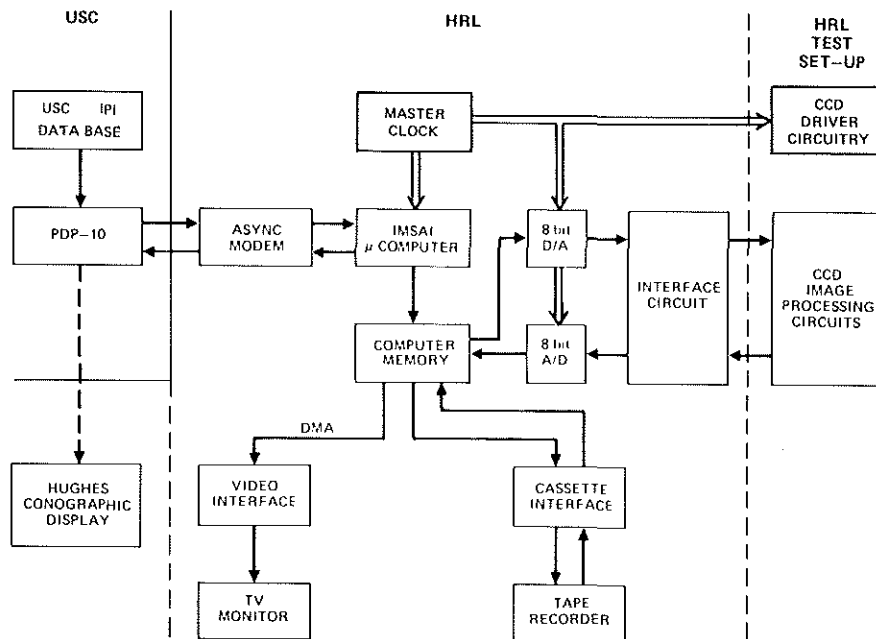 USC
HRL
HRL
TEST
SET-UP
USC IPI
DATA BASE
MASTER
CLOCK
CCD
DRIVER
CIRCUITRY
PDP-10
ASYNC
MODEM
IMSAI
μ COMPUTER
8 bit
D/A
INTERFACE
CIRCUIT
CCD
IMAGE
PROCESSING
CIRCUITS
COMPUTER
MEMORY
8 bit
A/D
DMA
HUGHES
CONOGRAPHIC
DISPLAY
VIDEO
INTERFACE
CASSETTE
INTERFACE
TV
MONITOR
TAPE
RECORDER